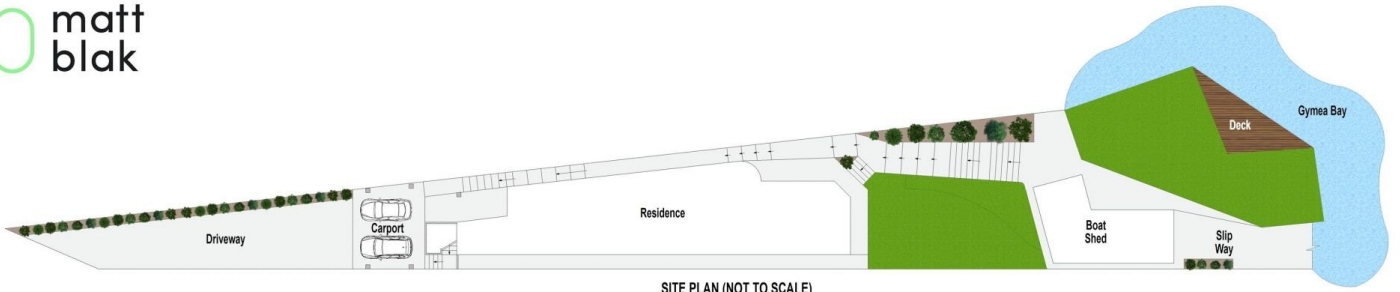 matt
blak
Gymea Bay
Deck
Residence
Driveway
Carport
Boat
Shed
Slip
Way
SITE PLAN (NOT TO SCALE)